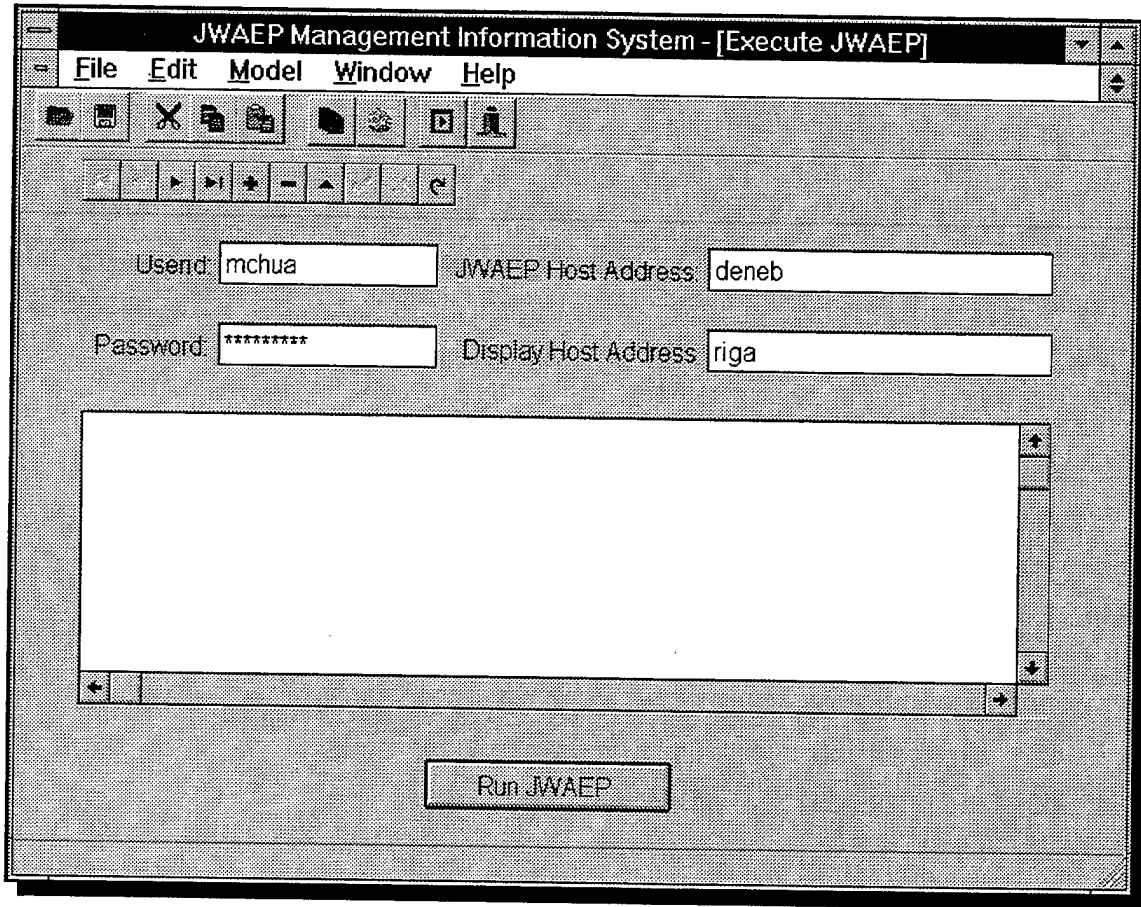 JWAEP Management Information System - [Execute JWAEP]
File Edit Model Window Help
Userid: mchua JWAEP Host Address: deneb
Password: ********* Display Host Address riga
Run JWAEP